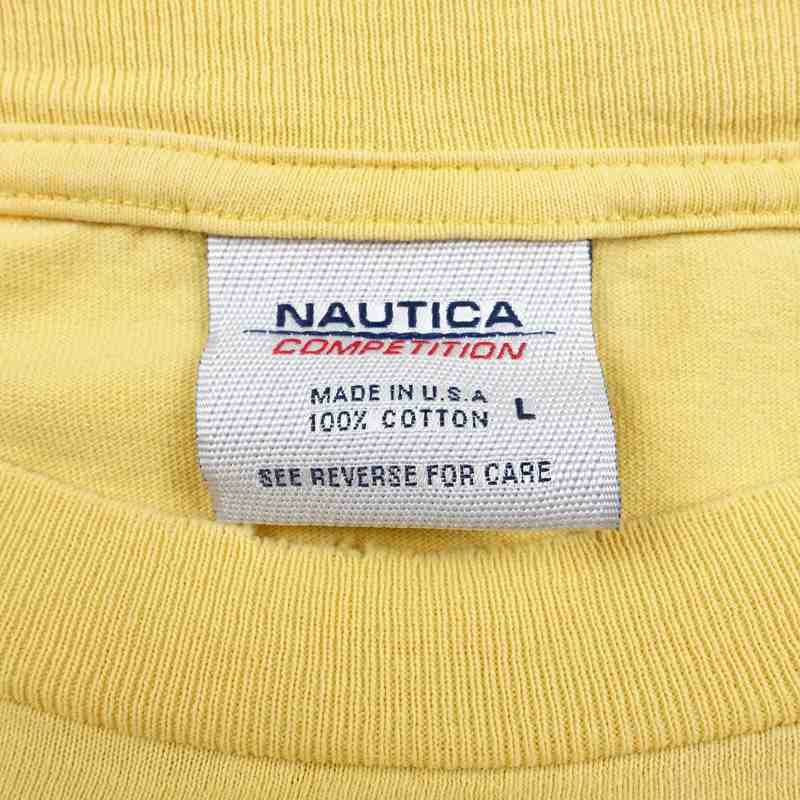 NAUTICA
COMPETITION
MADE IN U.S.A
100% COTTON L
SEE REVERSE FOR CARE